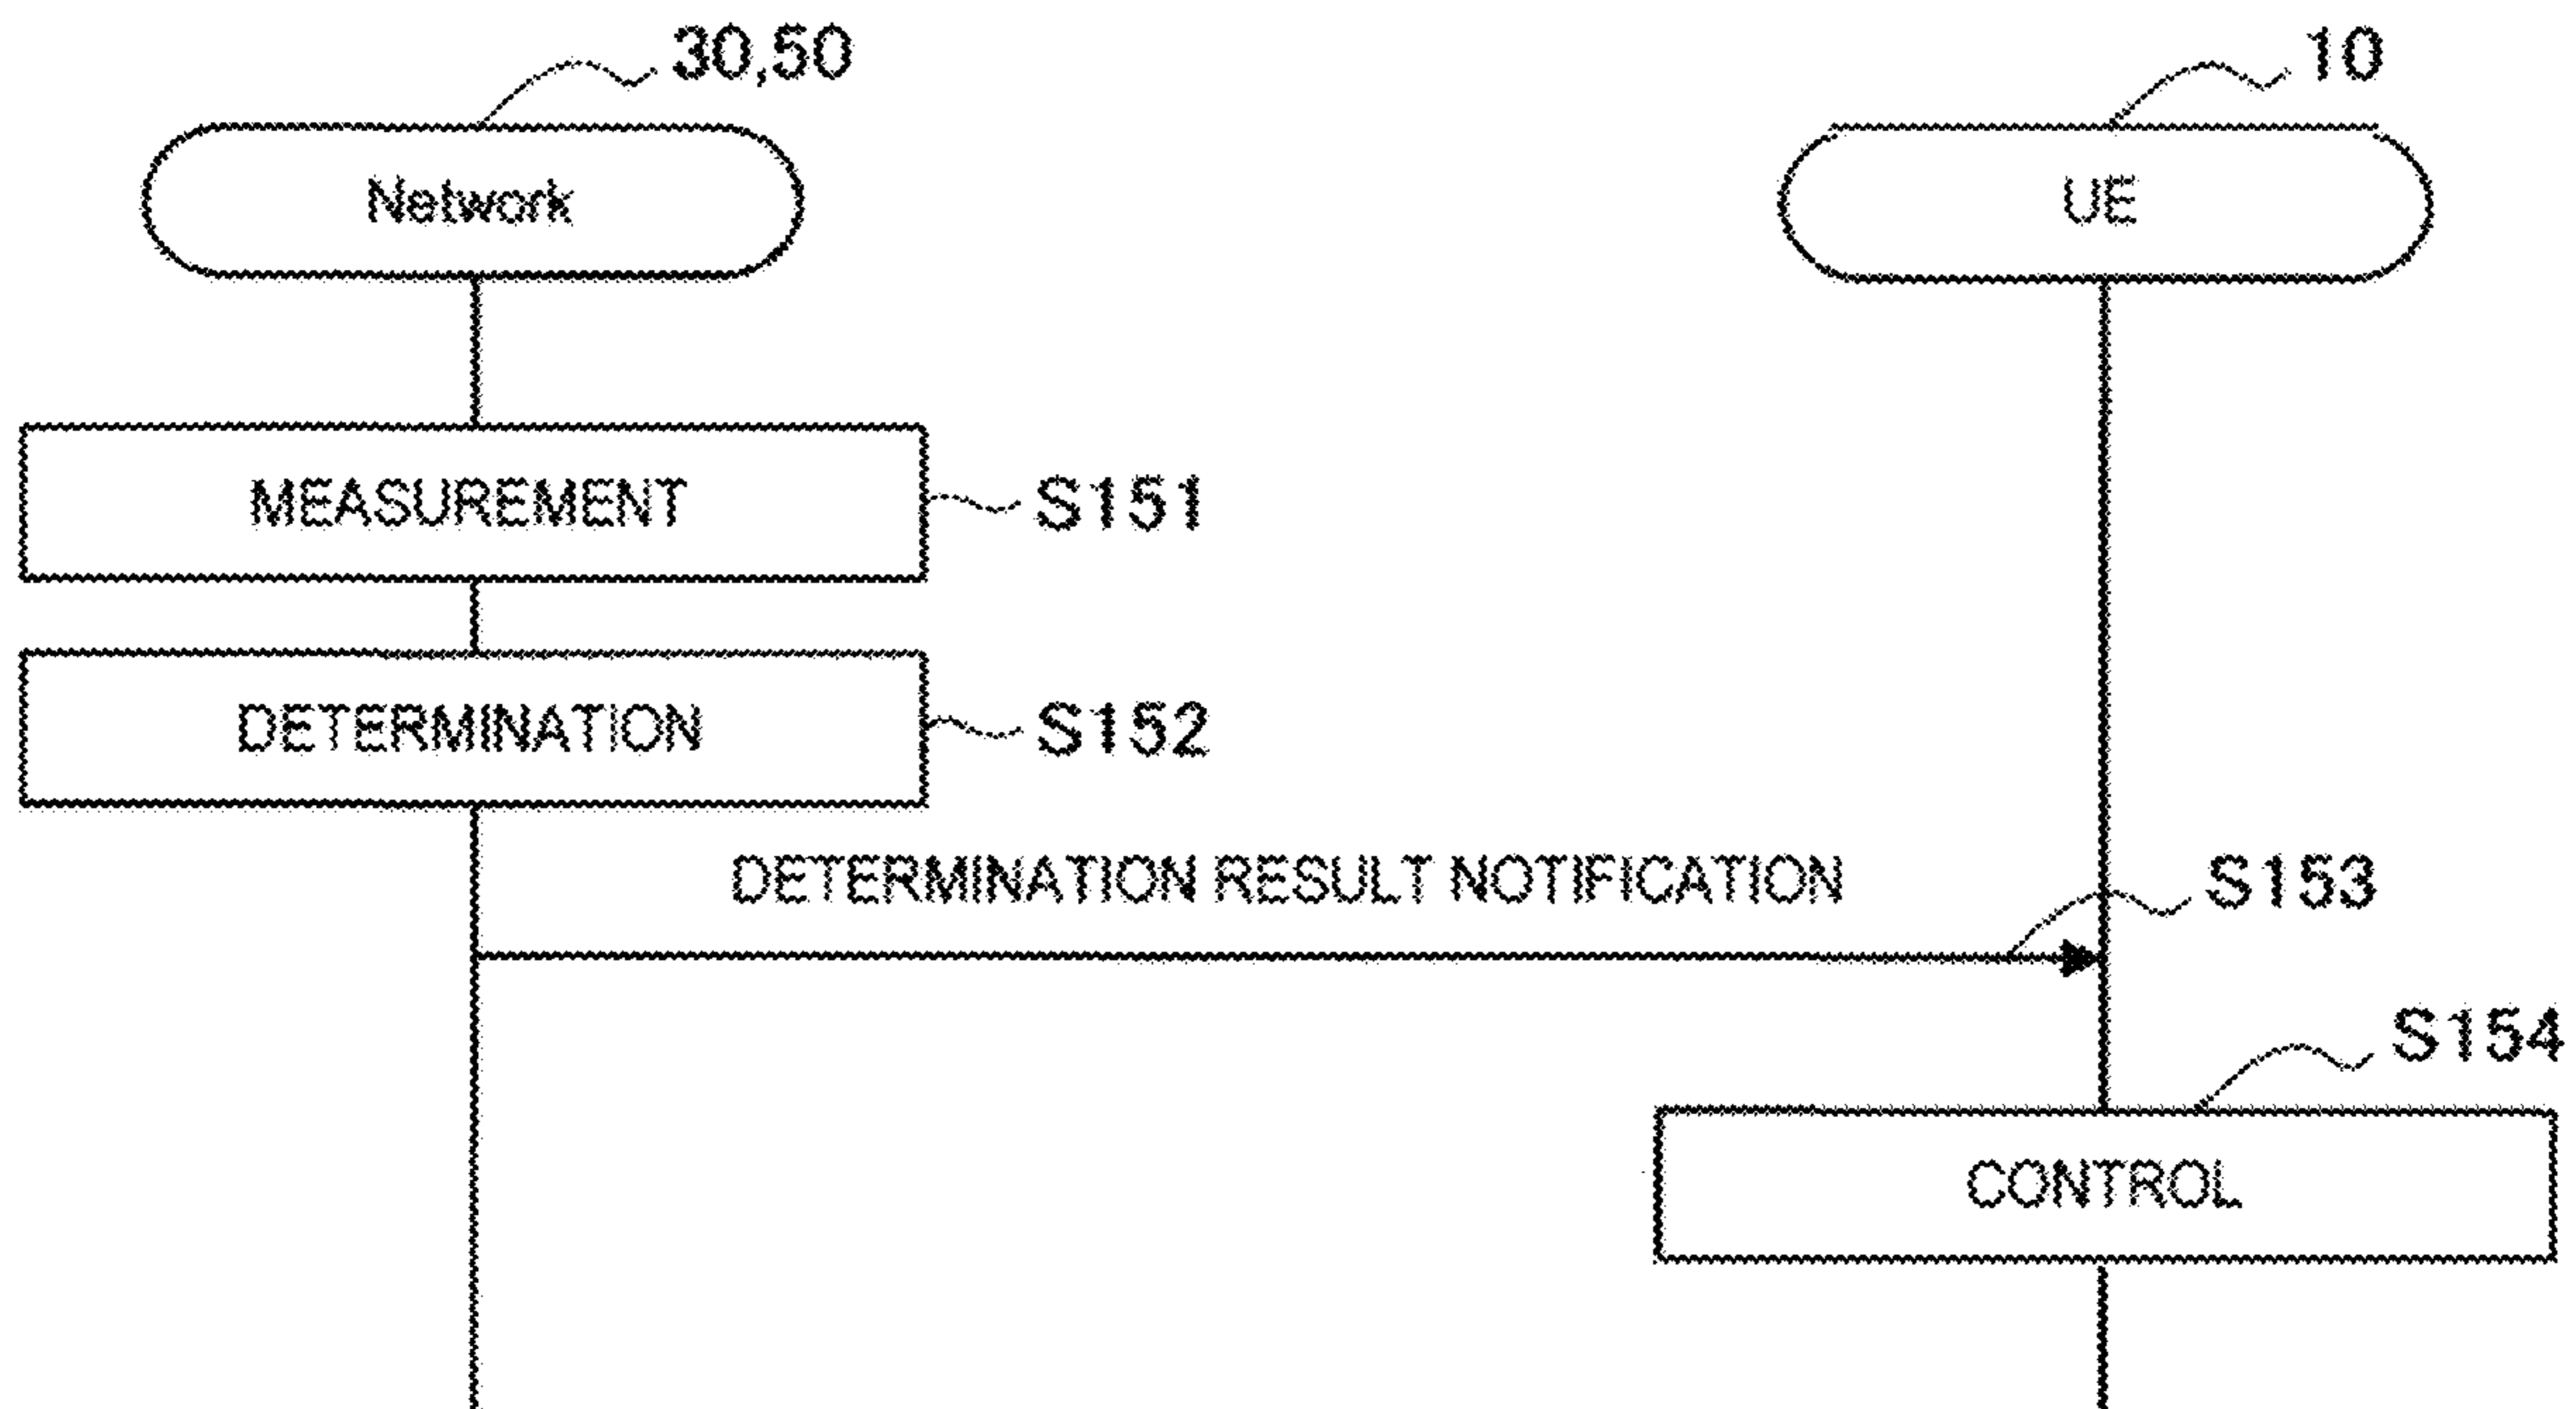 30,50
10
Network
UE
MEASUREMENT
S151
DETERMINATION
S152
DETERMINATION RESULT NOTIFICATION
S153
S154
CONTROL